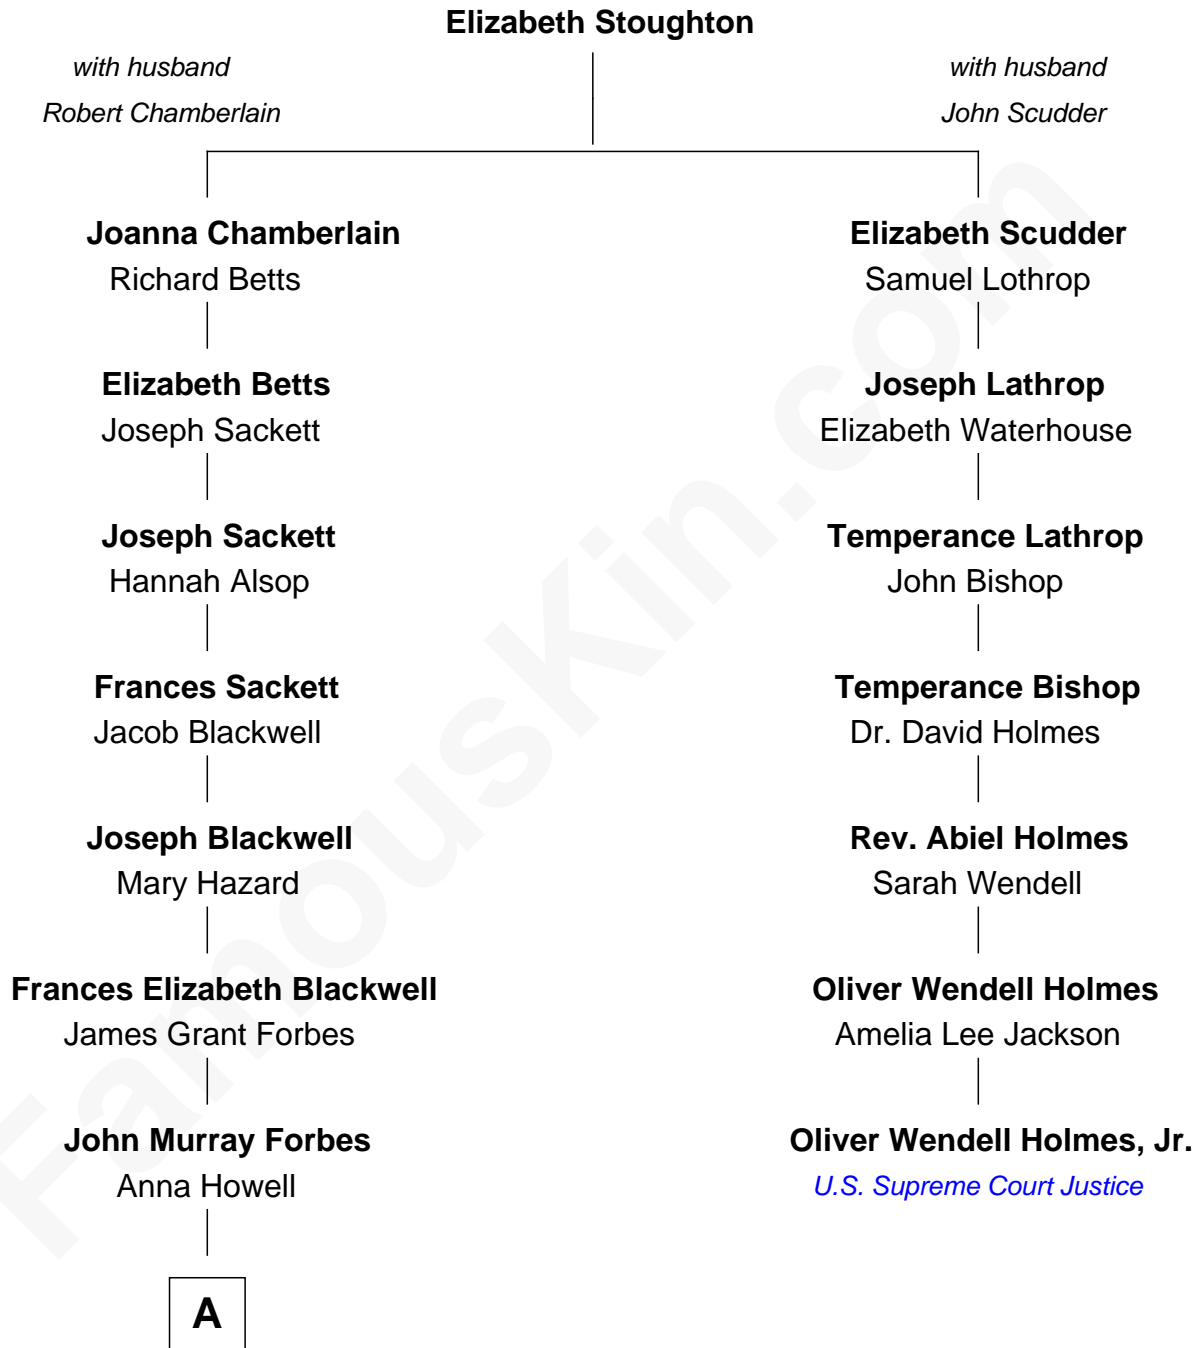 Elizabeth Stoughton
with husband
Robert Chamberlain
with husband
John Scudder
Joanna Chamberlain
Richard Betts
Elizabeth Scudder
Samuel Lothrop
Elizabeth Betts
Joseph Sackett
Joseph Lathrop
Elizabeth Waterhouse
Joseph Sackett
Hannah Alsop
Temperance Lathrop
John Bishop
Frances Sackett
Jacob Blackwell
Temperance Bishop
Dr. David Holmes
Joseph Blackwell
Mary Hazard
Rev. Abiel Holmes
Sarah Wendell
Frances Elizabeth Blackwell
James Grant Forbes
Oliver Wendell Holmes
Amelia Lee Jackson
John Murray Forbes
Anna Howell
Oliver Wendell Holmes, Jr.
U.S. Supreme Court Justice
A
FamousKin.com